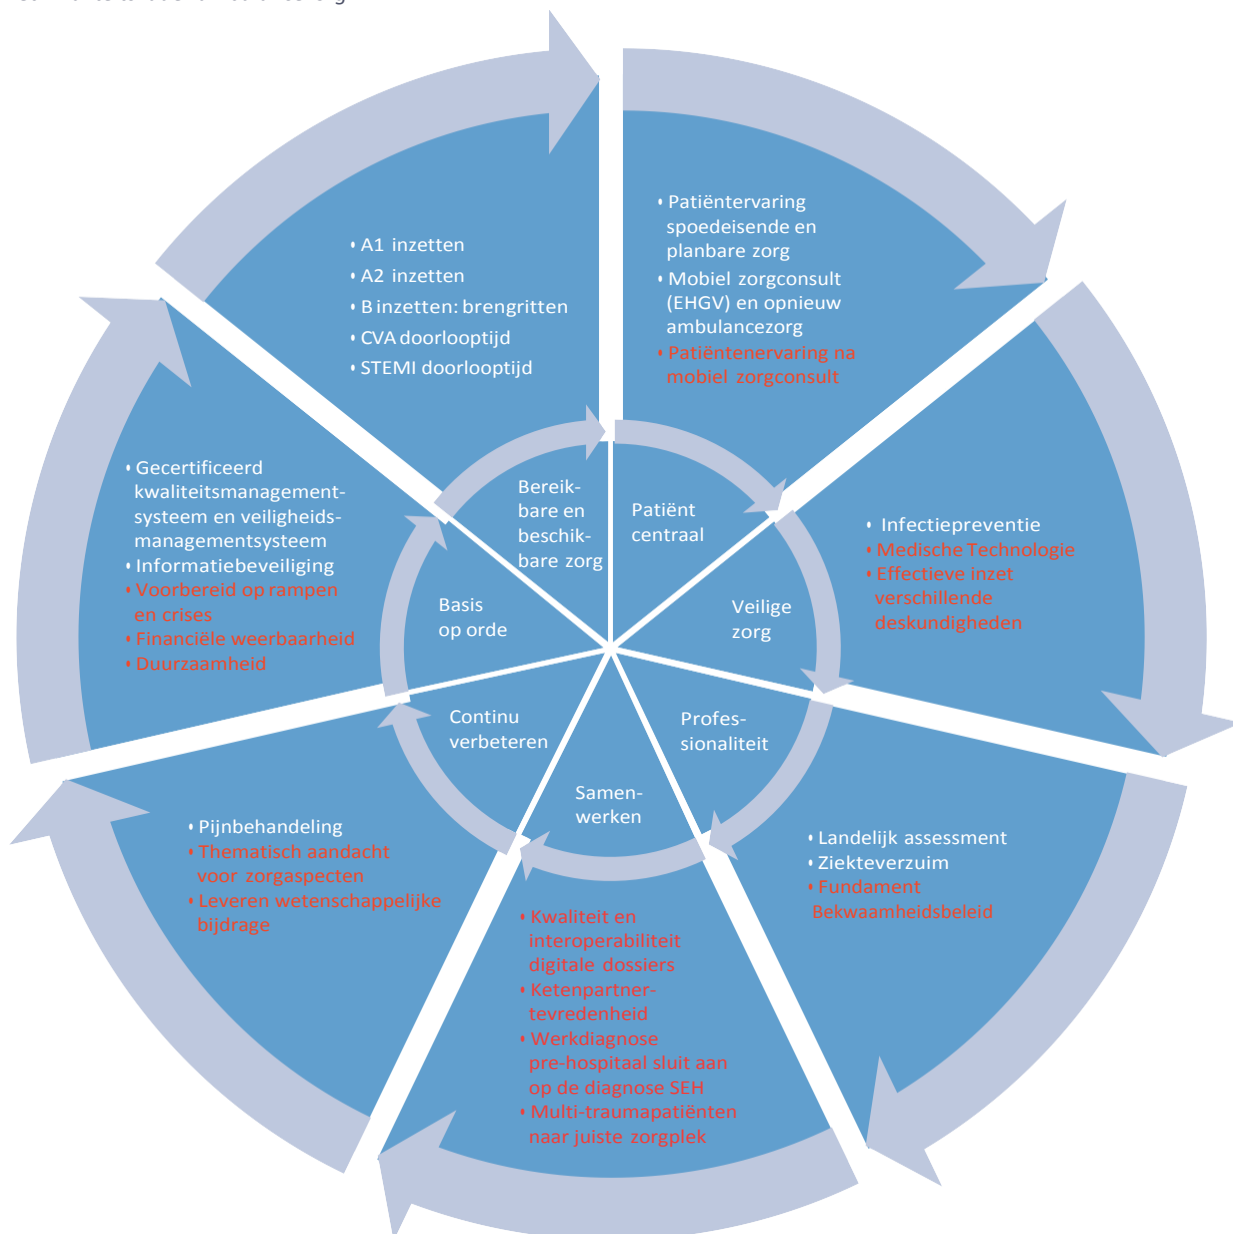 • A1 inzetten
• A2 inzetten
• B inzetten: brengritten
• CVA doorlooptijd
• STEMI doorlooptijd
• Patiëntervaring
spoedeisende en
planbare zorg
• Mobiel zorgconsult
(EHGV) en opnieuw
ambulancezorg
• Patiëntenervaring na
mobiel zorgconsult
• Infectiepreventie
• Medische Technologie
• Effectieve inzet
verschillende
deskundigheden
• Landelijk assessment
• Ziekteverzuim
• Fundament
Bekwaamheidsbeleid
• Kwaliteit en
interoperabiliteit
digitale dossiers
• Ketenpartner-
tevredenheid
• Werkdiagnose
pre-hospitaal sluit aan
op de diagnose SEH
• Multi-traumapatiënten
naar juiste zorgplek
• Pijnbehandeling
• Thematisch aandacht
voor zorgaspecten
• Leveren wetenschappelijke
bijdrage
• Gecertificeerd
kwaliteitsmanagement-
systeem en veiligheids-
managementsysteem
• Informatiebeveiliging
• Voorbereid op rampen
en crises
• Financiële weerbaarheid
• Duurzaamheid
Bereik-
bare en
beschik-
bare zorg
Patiënt
centraal
Veilige
zorg
Profes-
sionaliteit
Samen-
werken
Continu
verbeteren
Basis
op orde